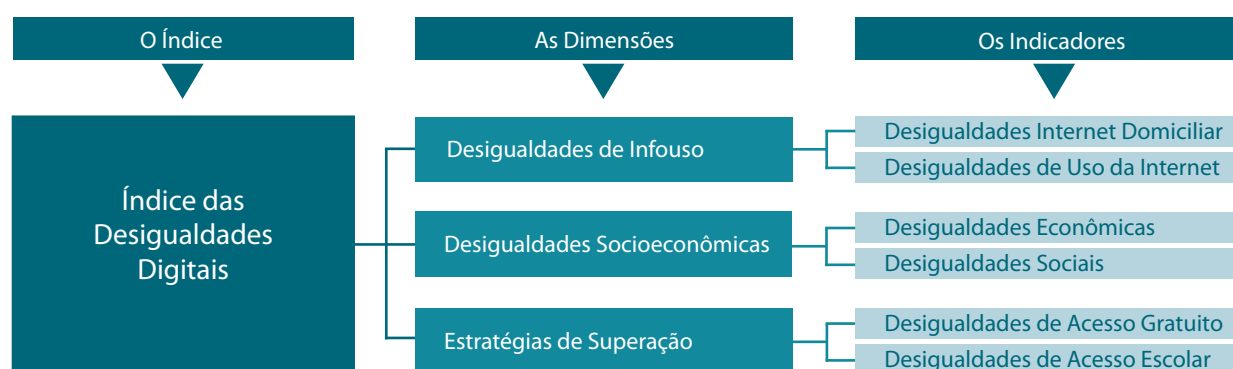 O Índice
As Dimensões
Os Indicadores
Índice das
Desigualdades
Digitais
Desigualdades de Infouso
Desigualdades Internet Domiciliar
Desigualdades de Uso da Internet
Desigualdades Socioeconômicas
Desigualdades Econômicas
Desigualdades Sociais
Estratégias de Superação
Desigualdades de Acesso Gratuito
Desigualdades de Acesso Escolar